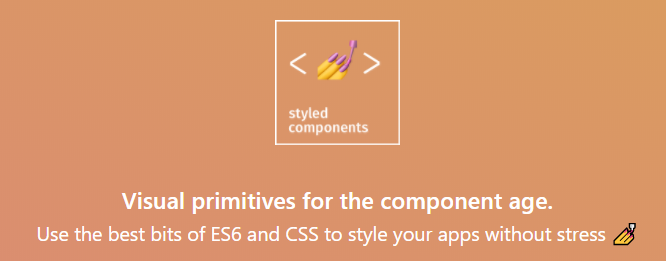 < 💅 >
styled
components
Visual primitives for the component age.
Use the best bits of ES6 and CSS to style your apps without stress 💅